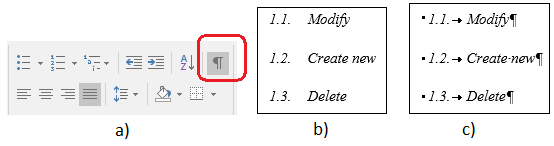 a)
1.1. Modify
1.2. Create new
1.3. Delete
b)
▪1.1.→Modify¶
▪1.2.→Create·new¶
▪1.3.→Delete¶
c)